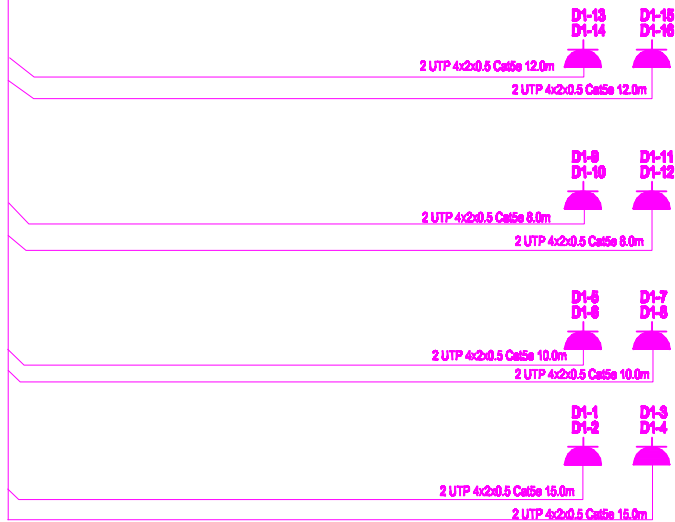 D1-13
D1-14
D1-15
D1-16
2 UTP 4x2x0.5 Cat5e 12.0m
2 UTP 4x2x0.5 Cat5e 12.0m
D1-9
D1-10
D1-11
D1-12
2 UTP 4x2x0.5 Cat5e 8.0m
2 UTP 4x2x0.5 Cat5e 8.0m
D1-5
D1-6
D1-7
D1-8
2 UTP 4x2x0.5 Cat5e 10.0m
2 UTP 4x2x0.5 Cat5e 10.0m
D1-1
D1-2
D1-3
D1-4
2 UTP 4x2x0.5 Cat5e 15.0m
2 UTP 4x2x0.5 Cat5e 15.0m